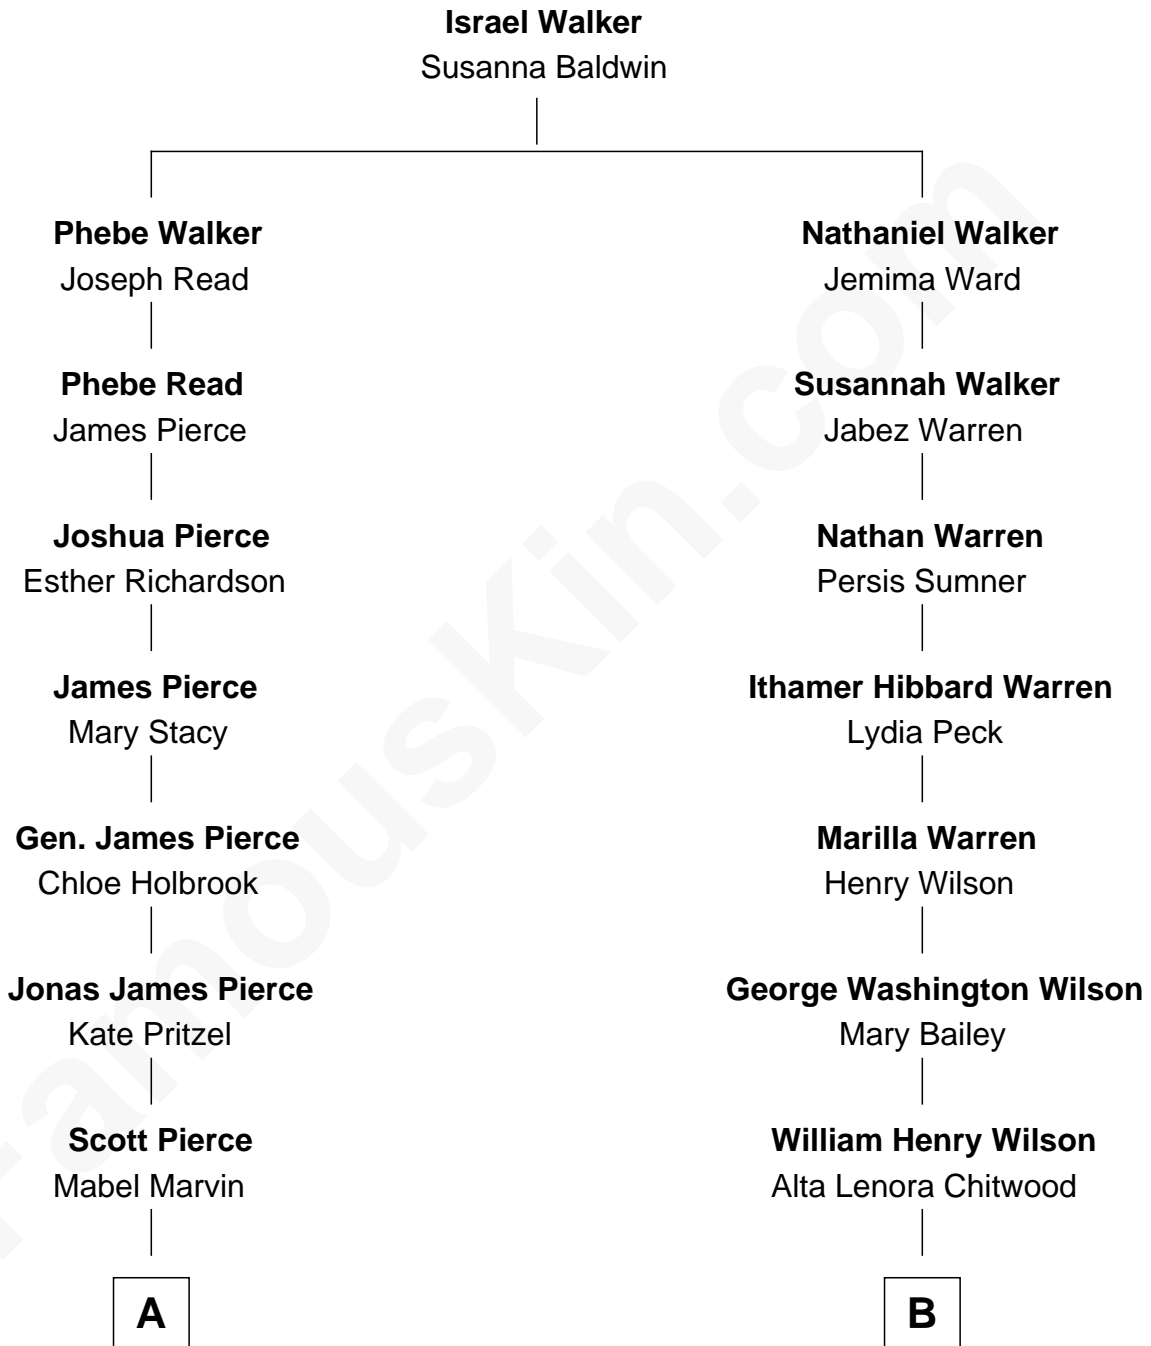 Israel Walker
Susanna Baldwin
Phebe Walker
Joseph Read
Nathaniel Walker
Jemima Ward
Phebe Read
James Pierce
Susannah Walker
Jabez Warren
Joshua Pierce
Esther Richardson
Nathan Warren
Persis Sumner
James Pierce
Mary Stacy
Ithamer Hibbard Warren
Lydia Peck
Gen. James Pierce
Chloe Holbrook
Marilla Warren
Henry Wilson
Jonas James Pierce
Kate Pritzel
George Washington Wilson
Mary Bailey
Scott Pierce
Mabel Marvin
William Henry Wilson
Alta Lenora Chitwood
A
B
FamousKin.com